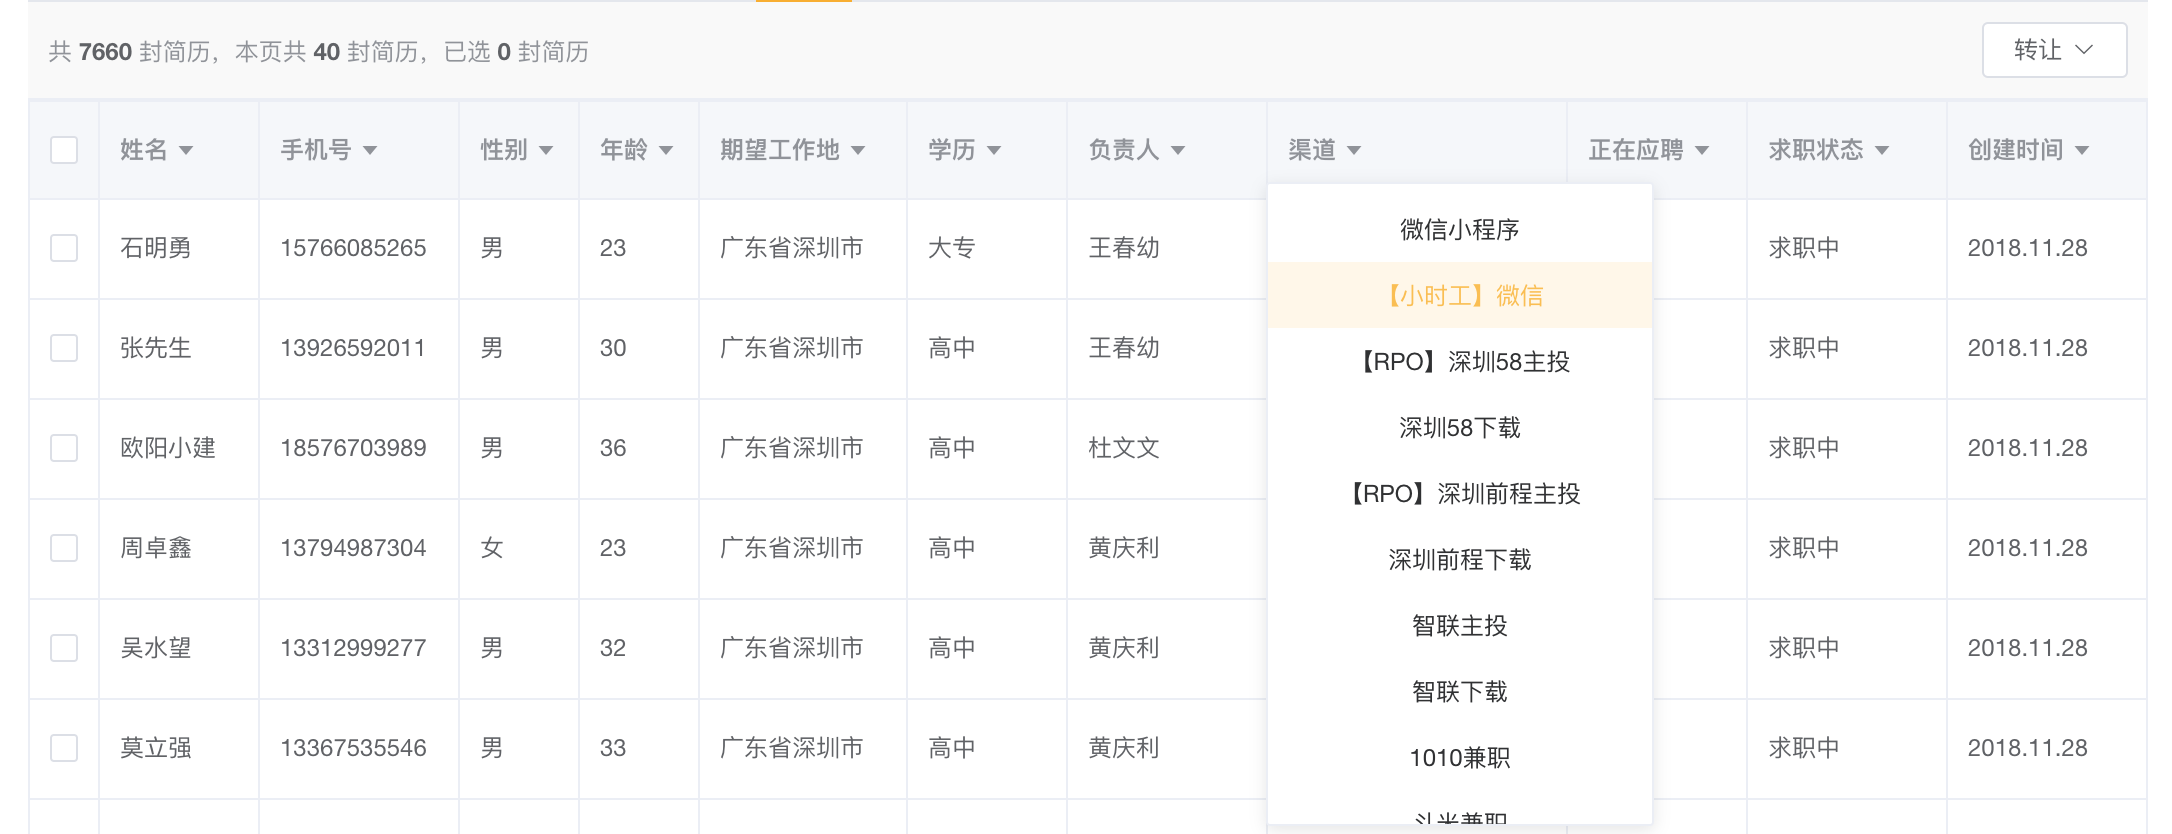 共 7660 封简历，本页共 40 封简历，已选 0 封简历
转让
姓名 手机号 性别 年龄 期望工作地 学历 负责人 渠道 正在应聘 求职状态 创建时间
石明勇 15766085265 男 23 广东省深圳市 大专 王春幼 求职中 2018.11.28
张先生 13926592011 男 30 广东省深圳市 高中 王春幼 求职中 2018.11.28
欧阳小建 18576703989 男 36 广东省深圳市 高中 杜文文 求职中 2018.11.28
周卓鑫 13794987304 女 23 广东省深圳市 高中 黄庆利 求职中 2018.11.28
吴水望 13312999277 男 32 广东省深圳市 高中 黄庆利 求职中 2018.11.28
莫立强 13367535546 男 33 广东省深圳市 高中 黄庆利 求职中 2018.11.28
微信小程序
【小时工】微信
【RPO】深圳58主投
深圳58下载
【RPO】深圳前程主投
深圳前程下载
智联主投
智联下载
1010兼职
斗米兼职